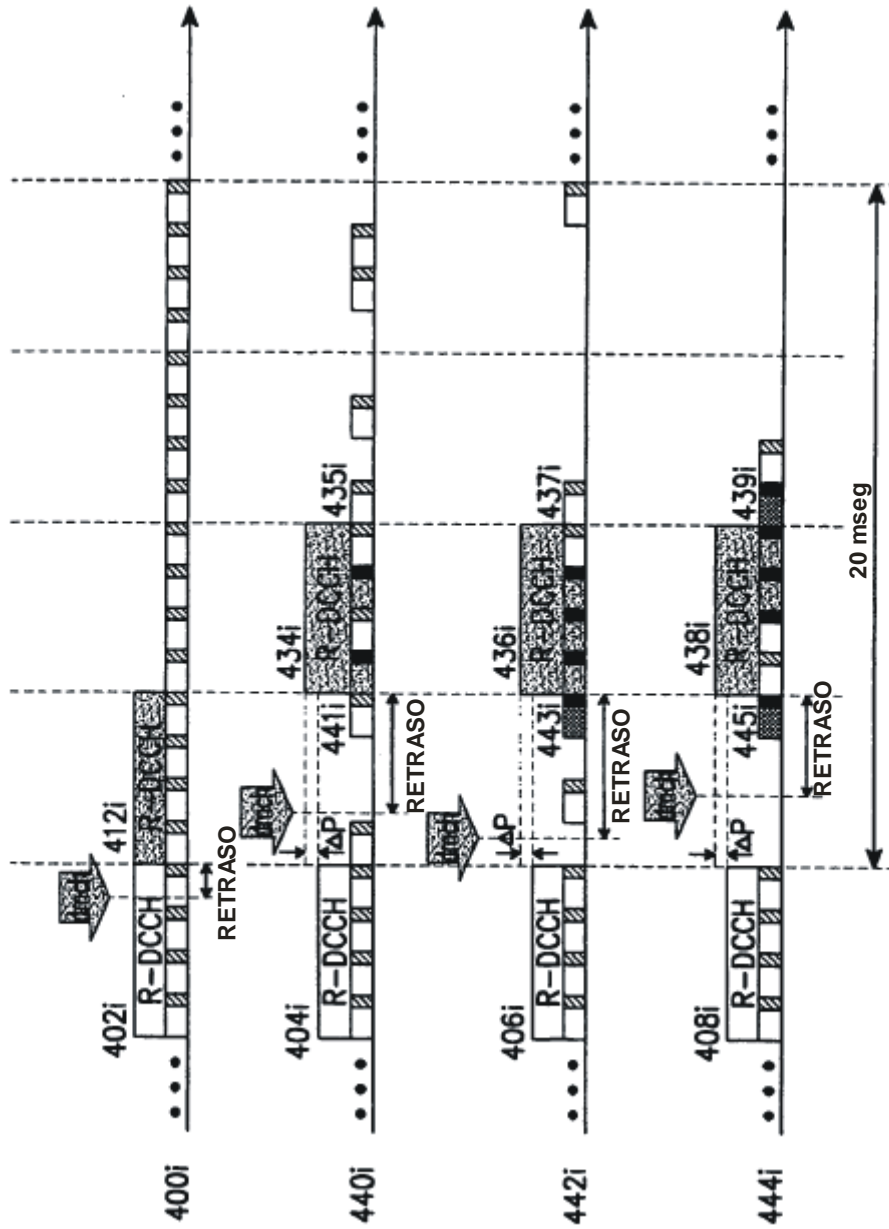 402i
412i
R-DCCH
R-DCCH
RETRASO
400i
404i
434i
435i
R-DCCH
R-DCCH
ΔP
441i
RETRASO
440i
406i
436i
437i
R-DCCH
R-DCCH
ΔP
443i
RETRASO
442i
408i
438i
439i
R-DCCH
R-DCCH
ΔP
445i
RETRASO
444i
20 mseg